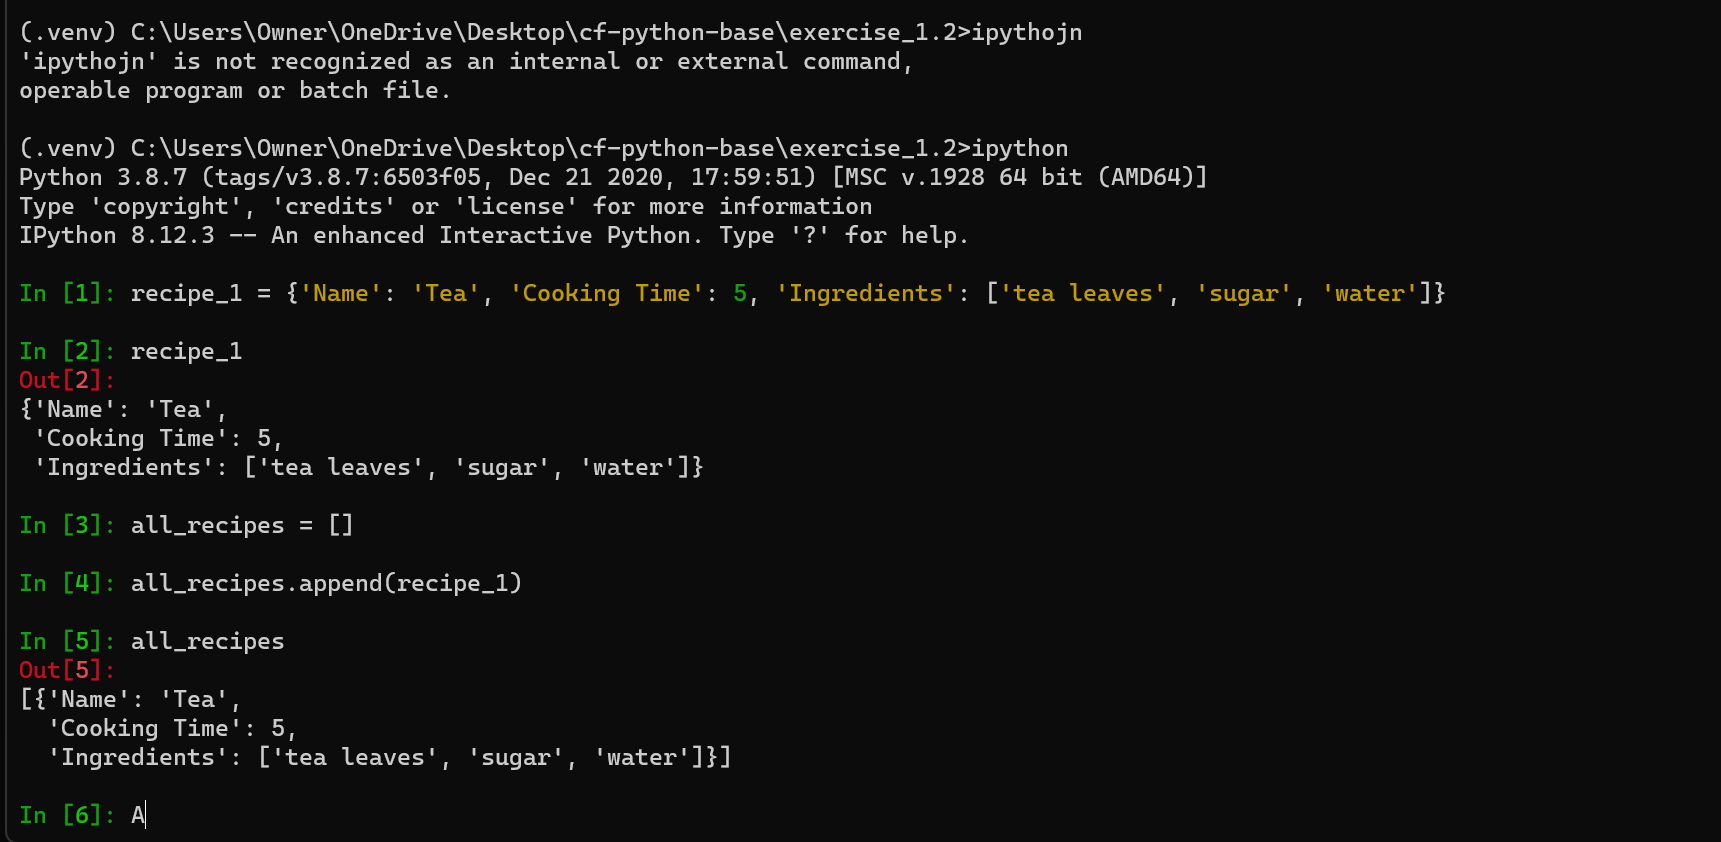 (.venv) C:\Users\Owner\OneDrive\Desktop\cf-python-base\exercise_1.2>ipythojn
'ipythojn' is not recognized as an internal or external command,
operable program or batch file.
(.venv) C:\Users\Owner\OneDrive\Desktop\cf-python-base\exercise_1.2>ipython
Python 3.8.7 (tags/v3.8.7:6503f05, Dec 21 2020, 17:59:51) [MSC v.1928 64 bit (AMD64)]
Type 'copyright', 'credits' or 'license' for more information
IPython 8.12.3 -- An enhanced Interactive Python. Type '?' for help.
In [1]: recipe_1 = {'Name': 'Tea', 'Cooking Time': 5, 'Ingredients': ['tea leaves', 'sugar', 'water']}
In [2]: recipe_1
Out[2]:
{'Name': 'Tea',
 'Cooking Time': 5,
 'Ingredients': ['tea leaves', 'sugar', 'water']}
In [3]: all_recipes = []
In [4]: all_recipes.append(recipe_1)
In [5]: all_recipes
Out[5]:
[{'Name': 'Tea',
  'Cooking Time': 5,
  'Ingredients': ['tea leaves', 'sugar', 'water']}]
In [6]: A